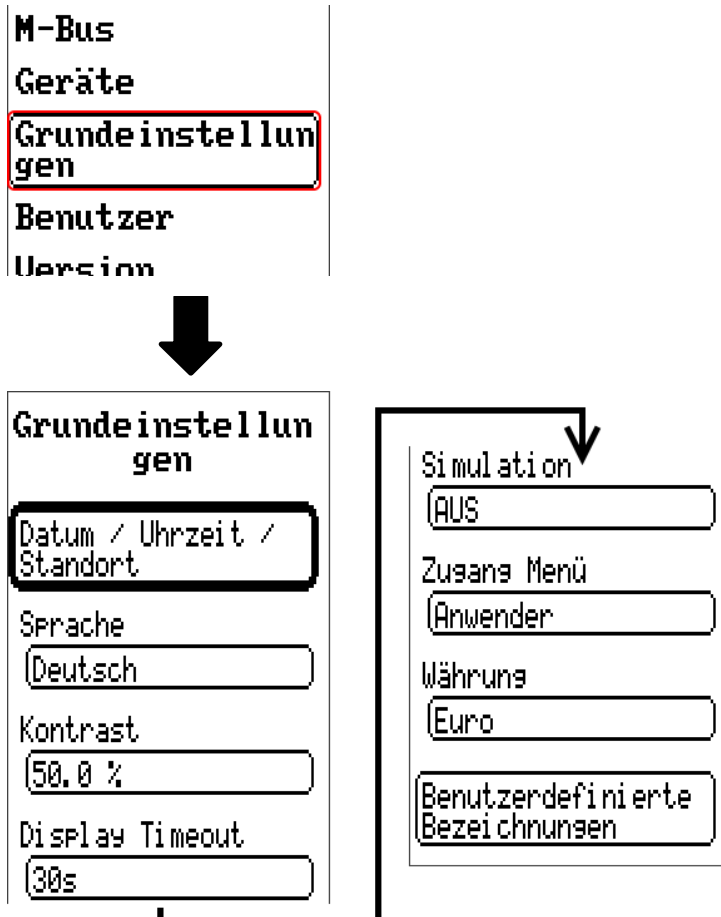 M-Bus
Geräte
Grundeinstellun
gen
Benutzer
Version
Grundeinstellun
gen
Datum / Uhrzeit /
Standort
Sprache
Deutsch
Kontrast
50.0 %
Display Timeout
30s
Simulation
AUS
Zugang Menü
Anwender
Währung
Euro
Benutzerdefinierte
Bezeichnungen